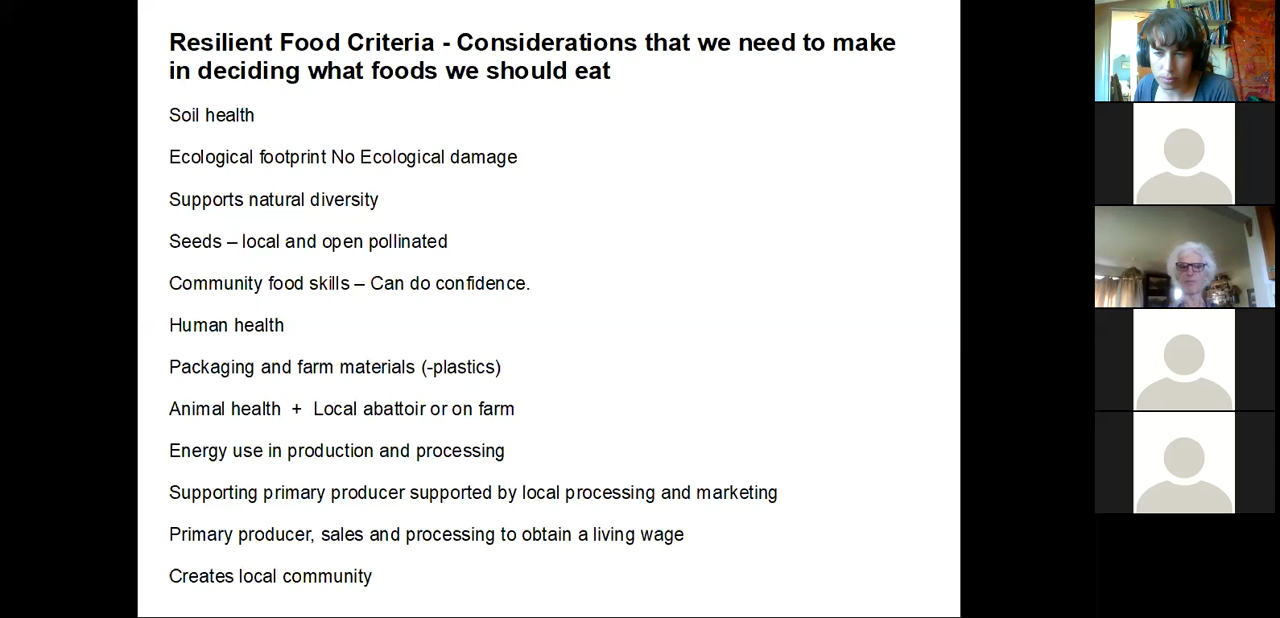 Resilient Food Criteria - Considerations that we need to make
in deciding what foods we should eat
Soil health
Ecological footprint No Ecological damage
Supports natural diversity
Seeds – local and open pollinated
Community food skills – Can do confidence.
Human health
Packaging and farm materials (-plastics)
Animal health  +  Local abattoir or on farm
Energy use in production and processing
Supporting primary producer supported by local processing and marketing
Primary producer, sales and processing to obtain a living wage
Creates local community